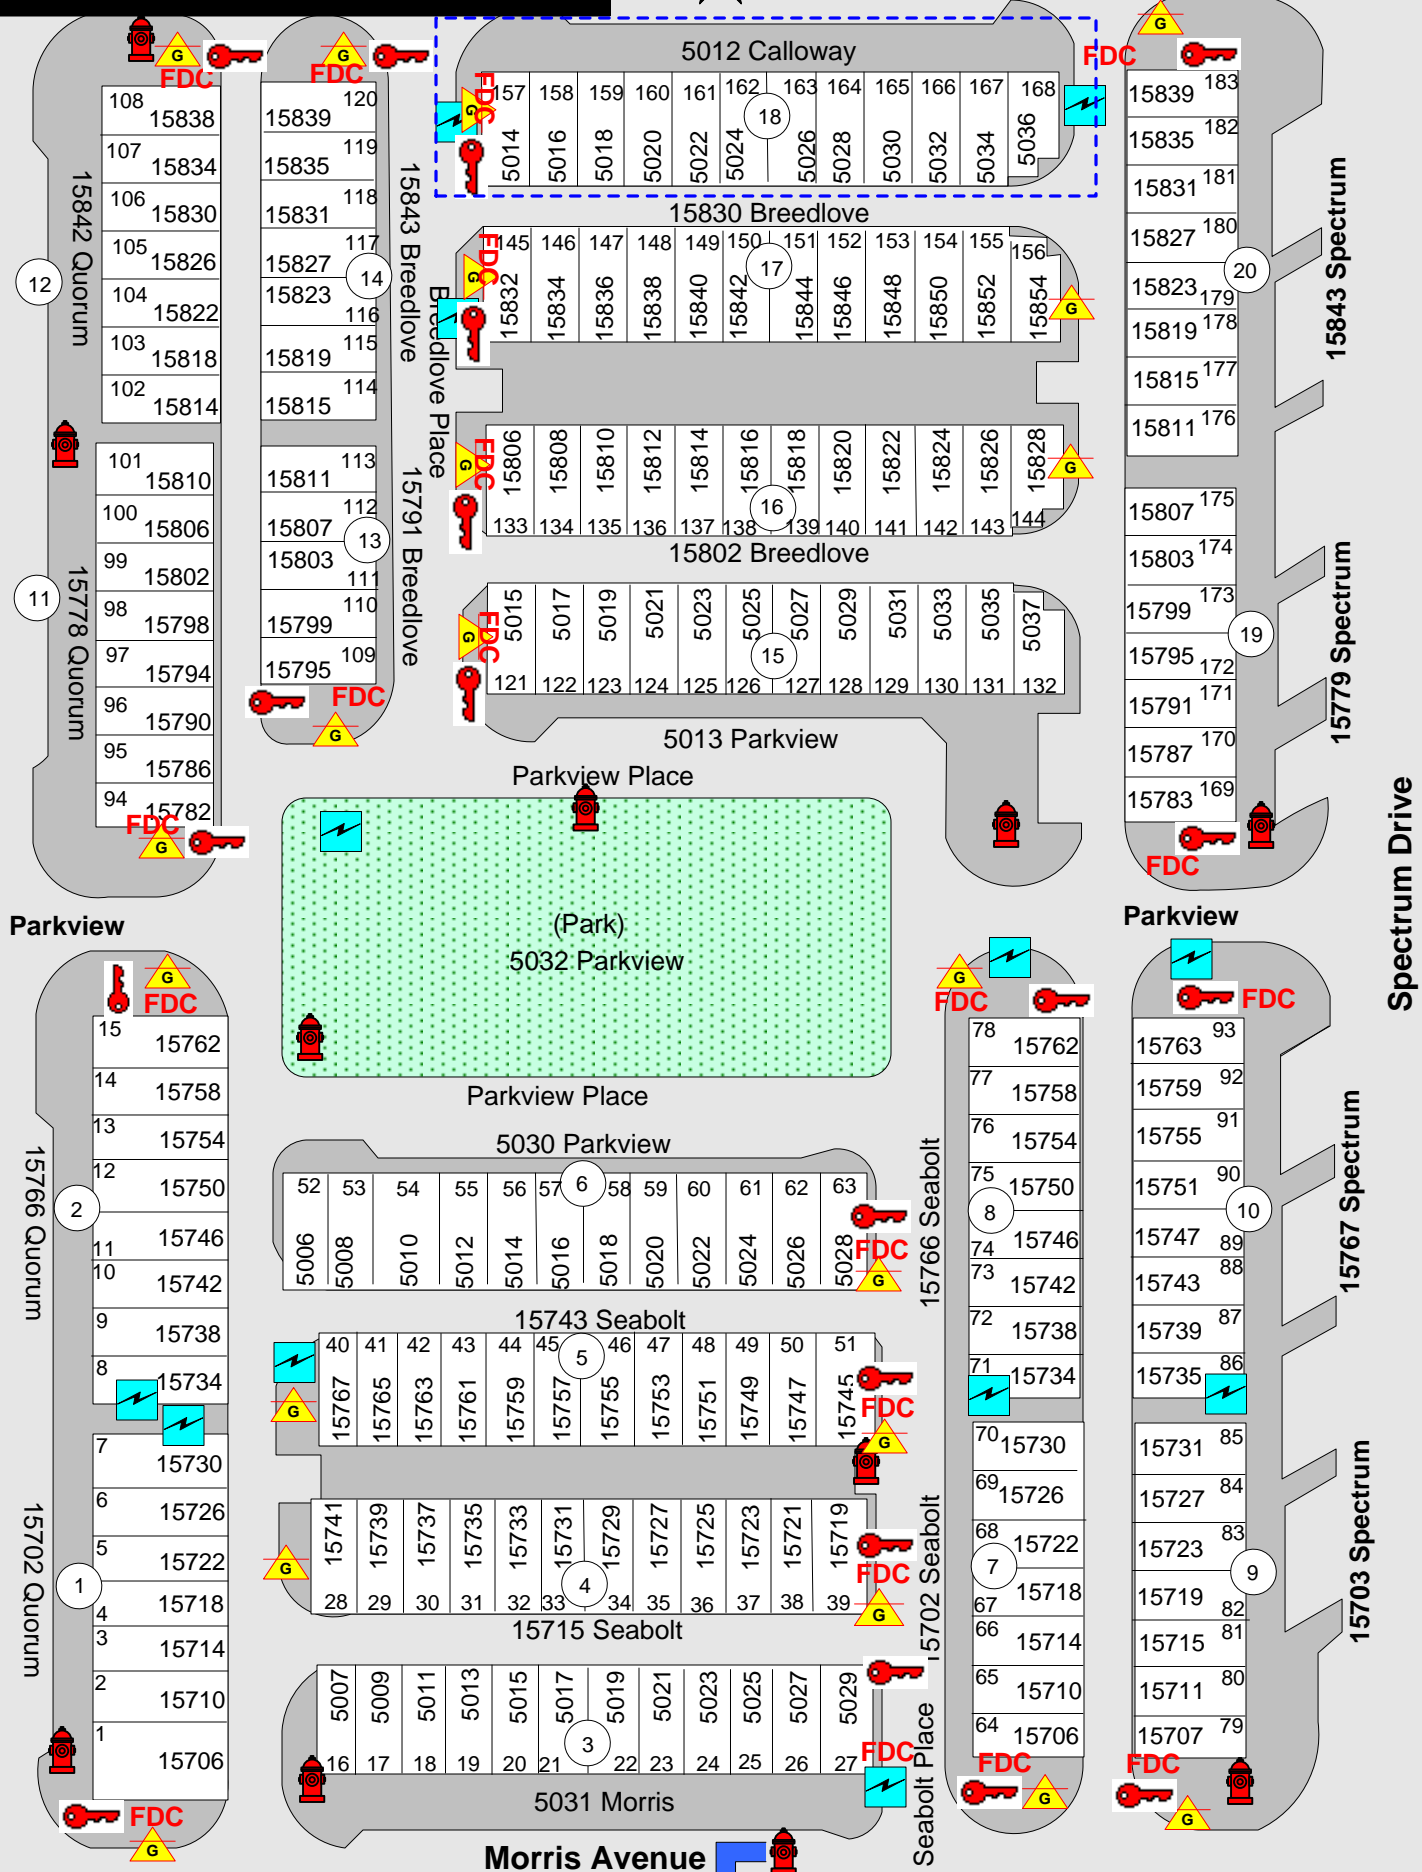 5012 Calloway
G
FDC
G
FDC
FDC
G
108 15838
107 15834
106 15830
105 15826
104 15822
103 15818
102 15814
15842 Quorum
12
120 15839
119 15835
118 15831
117 15827
15823 116
115 15819
114 15815
14
15843 Breedlove
Breedlove Place
FDC
G
157 158 159 160 161 162 163 164 165 166 167 168
18
5014 5016 5018 5020 5022 5024 5026 5028 5030 5032 5034 5036
15830 Breedlove
FDC
G
145 146 147 148 149 150 151 152 153 154 155 156
17
15832 15834 15836 15838 15840 15842 15844 15846 15848 15850 15852 15854
G
15839 183
15835 182
15831 181
15827 180
15823 179
15819 178
15815 177
15811 176
20
15843 Spectrum
101 15810
100 15806
99 15802
98 15798
97 15794
96 15790
95 15786
94 15782
FDC
G
11
15778 Quorum
113 15811
112 15807
15803 111
110 15799
109 15795
13
FDC
G
15791 Breedlove
G
FDC
15806 15808 15810 15812 15814 15816 15818 15820 15822 15824 15826 15828
16
133 134 135 136 137 138 139 140 141 142 143 144
G
15802 Breedlove
G
FDC
5015 5017 5019 5021 5023 5025 5027 5029 5031 5033 5035 5037
15
121 122 123 124 125 126 127 128 129 130 131 132
5013 Parkview
15807 175
15803 174
15799 173
15795 172
15791 171
15787 170
15783 169
19
FDC
15779 Spectrum
Spectrum Drive
Parkview Place
(Park)
5032 Parkview
Parkview Place
Parkview
Parkview
G
FDC
15 15762
14 15758
13 15754
12 15750
11 15746
10 15742
9 15738
8 15734
2
15766 Quorum
5030 Parkview
52 53 54 55 56 57 58 59 60 61 62 63
6
5006 5008 5010 5012 5014 5016 5018 5020 5022 5024 5026 5028
FDC
G
15743 Seabolt
40 41 42 43 44 45 46 47 48 49 50 51
5
15767 15765 15763 15761 15759 15757 15755 15753 15751 15749 15747 15745
G
FDC
G
G
FDC
78 15762
77 15758
76 15754
75 15750
74 15746
73 15742
72 15738
71 15734
8
15766 Seabolt
FDC
15763 93
15759 92
15755 91
15751 90
15747 89
15743 88
15739 87
15735 86
10
15767 Spectrum
7 15730
6 15726
5 15722
4 15718
3 15714
2 15710
1 15706
1
15702 Quorum
FDC
G
15741 15739 15737 15735 15733 15731 15729 15727 15725 15723 15721 15719
4
28 29 30 31 32 33 34 35 36 37 38 39
G
FDC
G
15715 Seabolt
5007 5009 5011 5013 5015 5017 5019 5021 5023 5025 5027 5029
3
16 17 18 19 20 21 22 23 24 25 26 27
FDC
5031 Morris
Morris Avenue
15702 Seabolt
Seabolt Place
70 15730
69 15726
68 15722
67 15718
66 15714
65 15710
64 15706
7
FDC
G
15731 85
15727 84
15723 83
15719 82
15715 81
15711 80
15707 79
9
FDC
G
15703 Spectrum